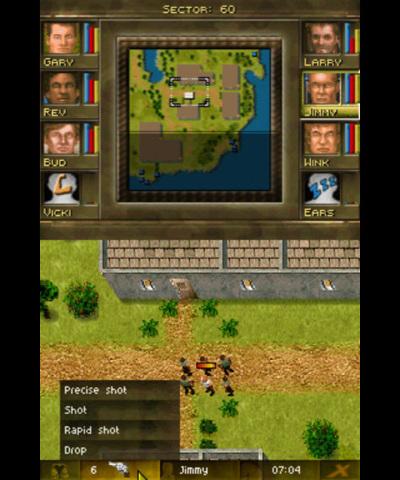 Sector: 60
Gary
Larry
Rev
Jimmy
Bud
Wink
Vicki
Ears
Precise shot
Shot
Rapid shot
Drop
6 Jimmy 07:04